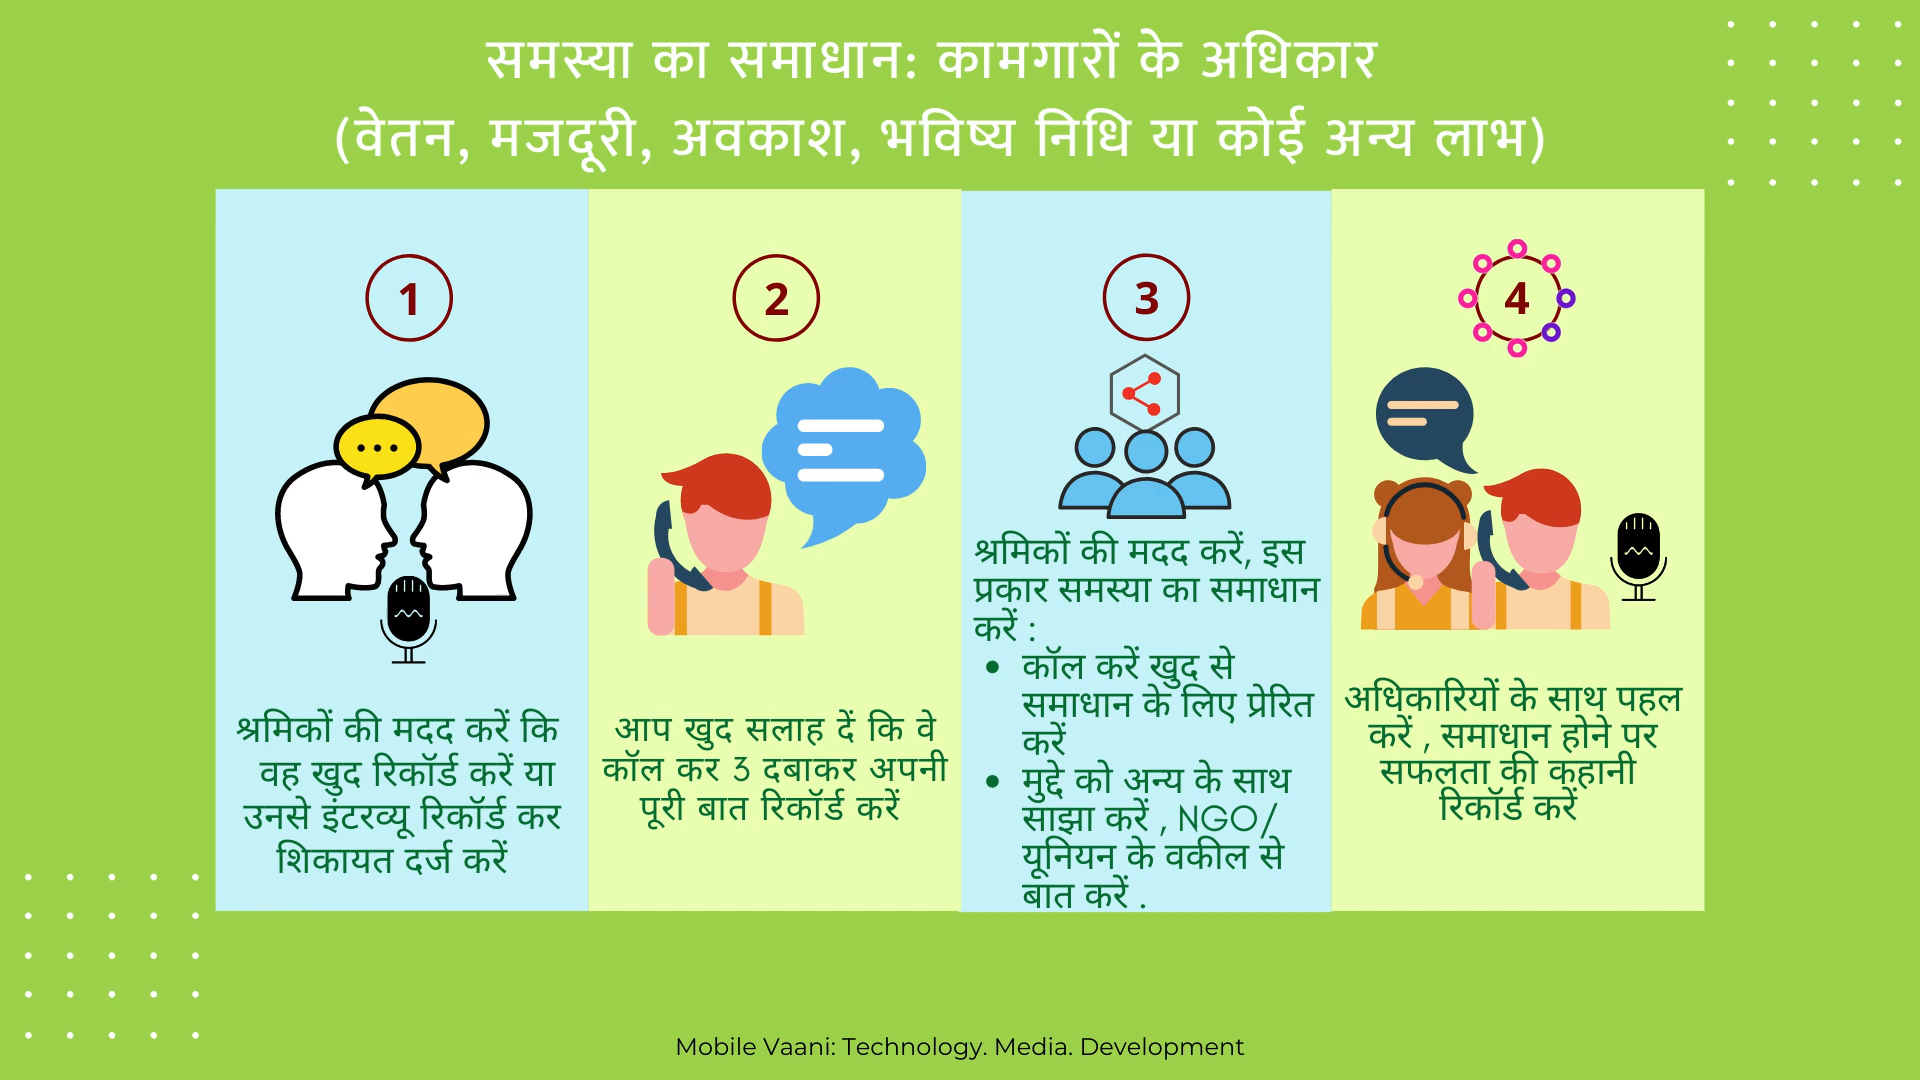 समस्या का समाधान: कामगारों के अधिकार
(वेतन, मजदूरी, अवकाश, भविष्य निधि या कोई अन्य लाभ)
1
श्रमिकों की मदद करें कि
वह खुद रिकॉर्ड करें या
उनसे इंटरव्यू रिकॉर्ड कर
शिकायत दर्ज करें
2
आप खुद सलाह दें कि वे
कॉल कर 3 दबाकर अपनी
पूरी बात रिकॉर्ड करें
3
श्रमिकों की मदद करें, इस
प्रकार समस्या का समाधान
करें :
• कॉल करें खुद से
समाधान के लिए प्रेरित
करें
• मुद्दे को अन्य के साथ
साझा करें , NGO/
यूनियन के वकील से
बात करें .
4
अधिकारियों के साथ पहल
करें , समाधान होने पर
सफलता की कहानी
रिकॉर्ड करें
Mobile Vaani: Technology. Media. Development